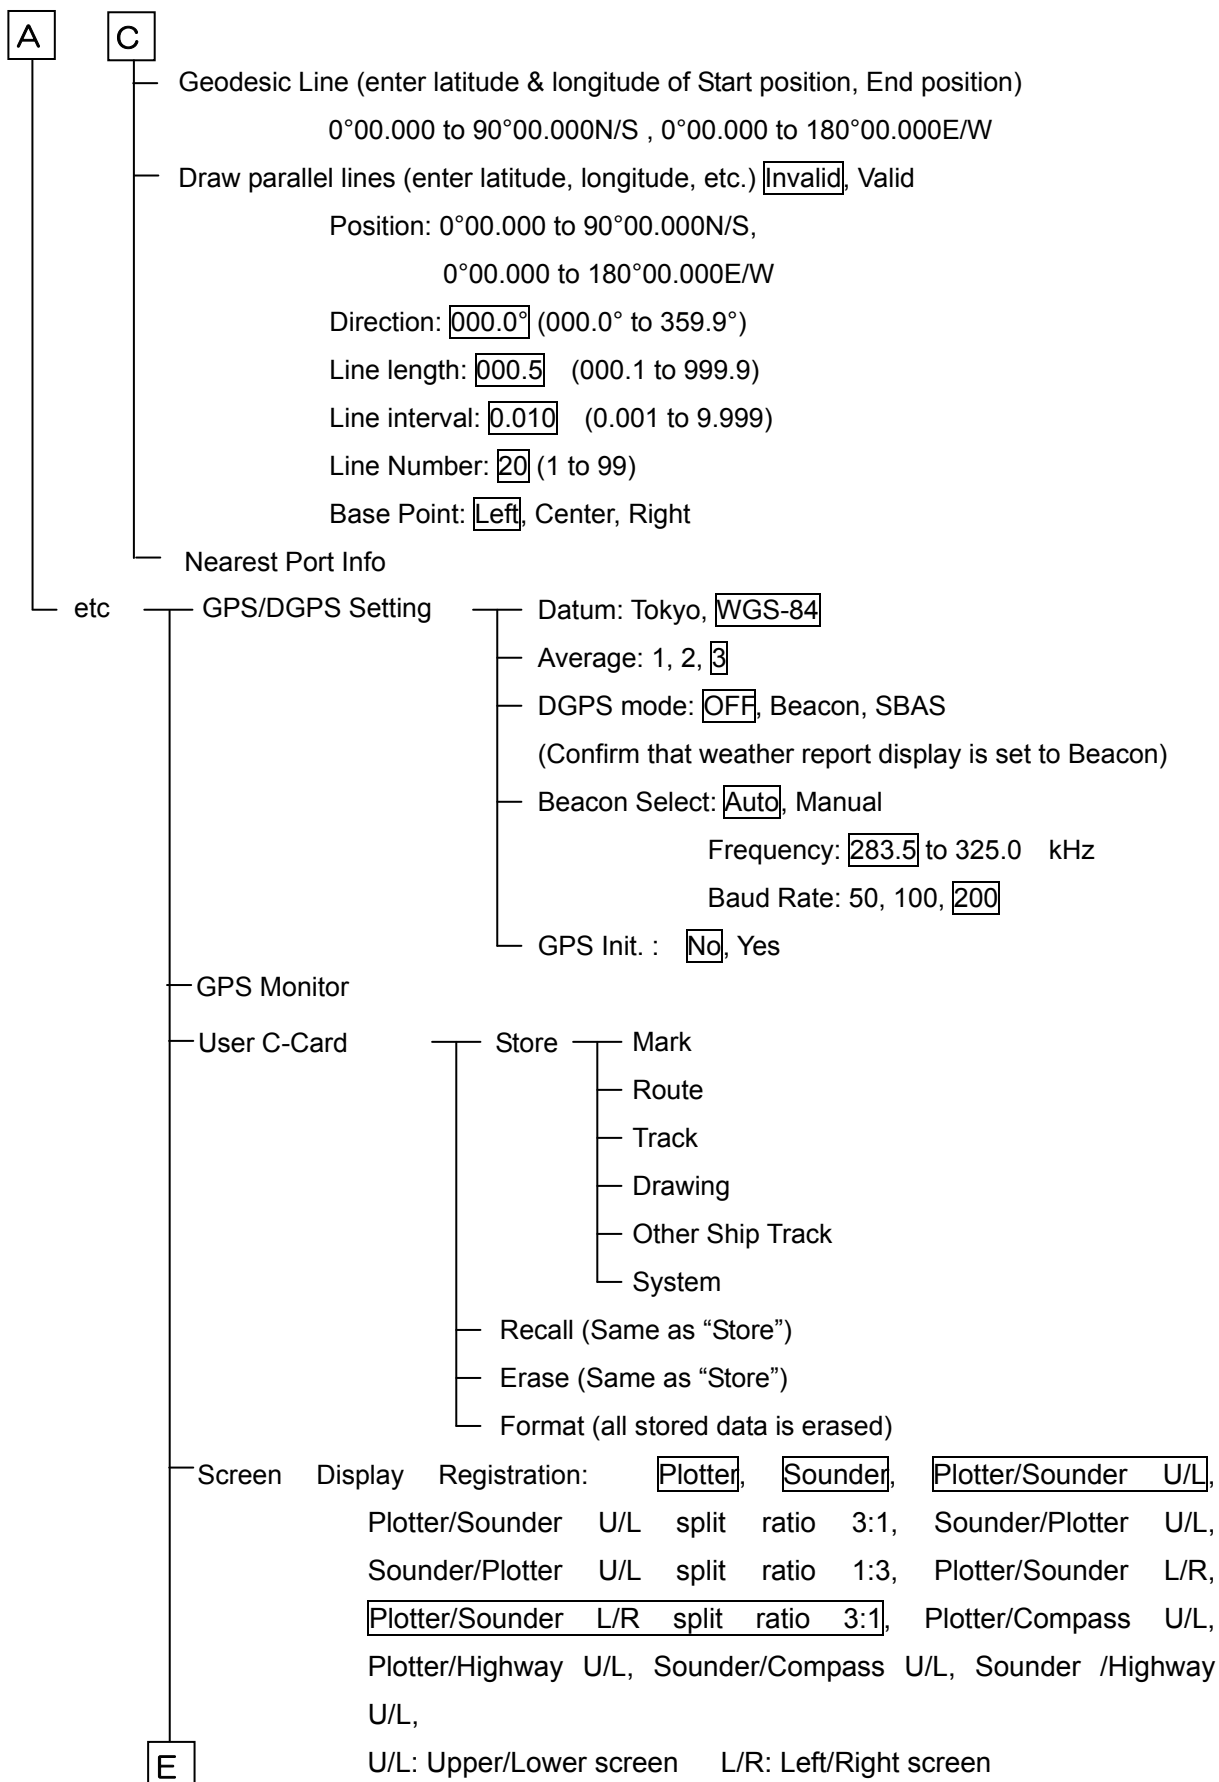 A C
Geodesic Line (enter latitude & longitude of Start position, End position)
0°00.000 to 90°00.000N/S , 0°00.000 to 180°00.000E/W
Draw parallel lines (enter latitude, longitude, etc.) Invalid, Valid
Position: 0°00.000 to 90°00.000N/S,
0°00.000 to 180°00.000E/W
Direction: 000.0° (000.0° to 359.9°)
Line length: 000.5 (000.1 to 999.9)
Line interval: 0.010 (0.001 to 9.999)
Line Number: 20 (1 to 99)
Base Point: Left, Center, Right
Nearest Port Info
etc GPS/DGPS Setting Datum: Tokyo, WGS-84
Average: 1, 2, 3
DGPS mode: OFF, Beacon, SBAS
(Confirm that weather report display is set to Beacon)
Beacon Select: Auto, Manual
Frequency: 283.5 to 325.0 kHz
Baud Rate: 50, 100, 200
GPS Init. : No, Yes
GPS Monitor
User C-Card Store Mark
Route
Track
Drawing
Other Ship Track
System
Recall (Same as “Store”)
Erase (Same as “Store”)
Format (all stored data is erased)
Screen Display Registration: Plotter, Sounder, Plotter/Sounder U/L,
Plotter/Sounder U/L split ratio 3:1, Sounder/Plotter U/L,
Sounder/Plotter U/L split ratio 1:3, Plotter/Sounder L/R,
Plotter/Sounder L/R split ratio 3:1, Plotter/Compass U/L,
Plotter/Highway U/L, Sounder/Compass U/L, Sounder /Highway
U/L,
E U/L: Upper/Lower screen L/R: Left/Right screen